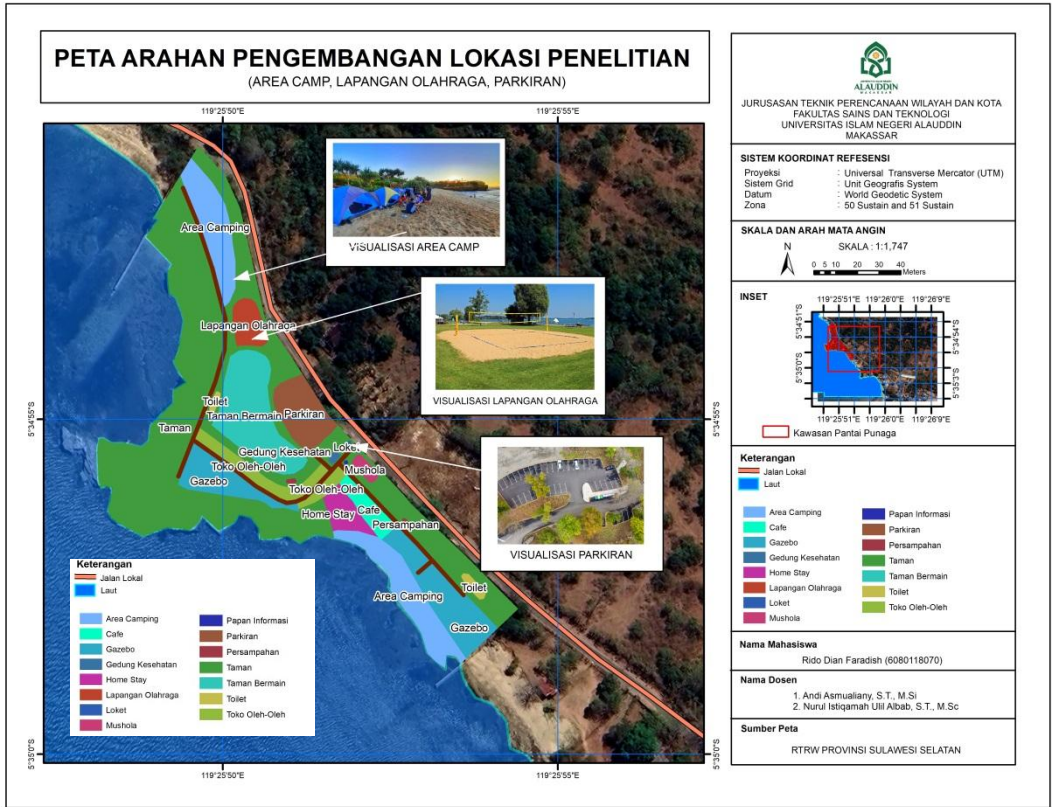 PETA ARAHAN PENGEMBANGAN LOKASI PENELITIAN
(AREA CAMP, LAPANGAN OLAHRAGA, PARKIRAN)
119°25'50"E
119°25'55"E
5°34'55"S
5°35'0"S
5°34'55"S
5°35'0"S
119°25'50"E
119°25'55"E
Area Camping
VISUALISASI AREA CAMP
Lapangan Olahraga
VISUALISASI LAPANGAN OLAHRAGA
Toilet
Taman Bermain
Parkiran
Taman
Gedung Kesehatan
Loket
Toko Oleh-Oleh
Mushola
Gazebo
Toko Oleh-Oleh
Home Stay
Cafe
Persampahan
VISUALISASI PARKIRAN
Area Camping
Toilet
Gazebo
Keterangan
Jalan Lokal
Laut
Area Camping
Cafe
Gazebo
Gedung Kesehatan
Home Stay
Lapangan Olahraga
Loket
Mushola
Papan Informasi
Parkiran
Persampahan
Taman
Taman Bermain
Toilet
Toko Oleh-Oleh
ALAUDDIN
JURUSASAN TEKNIK PERENCANAAN WILAYAH DAN KOTA
FAKULTAS SAINS DAN TEKNOLOGI
UNIVERSITAS ISLAM NEGERI ALAUDDIN
MAKASSAR
SISTEM KOORDINAT REFESENSI
Proyeksi : Universal Transverse Mercator (UTM)
Sistem Grid : Unit Geografis System
Datum : World Geodetic System
Zona : 50 Sustain and 51 Sustain
SKALA DAN ARAH MATA ANGIN
N
SKALA : 1:1,747
0 5 10 20 30 40
Meters
INSET
119°25'51"E 119°26'0"E 119°26'9"E
5°34'51"S
5°35'0"S
5°34'54"S
5°35'3"S
119°25'51"E 119°26'0"E 119°26'9"E
Kawasan Pantai Punaga
Keterangan
Jalan Lokal
Laut
Area Camping
Cafe
Gazebo
Gedung Kesehatan
Home Stay
Lapangan Olahraga
Loket
Mushola
Papan Informasi
Parkiran
Persampahan
Taman
Taman Bermain
Toilet
Toko Oleh-Oleh
Nama Mahasiswa
Rido Dian Faradish (6080118070)
Nama Dosen
1. Andi Asmualiany, S.T., M.Si
2. Nurul Istiqamah Ulil Albab, S.T., M.Sc
Sumber Peta
RTRW PROVINSI SULAWESI SELATAN